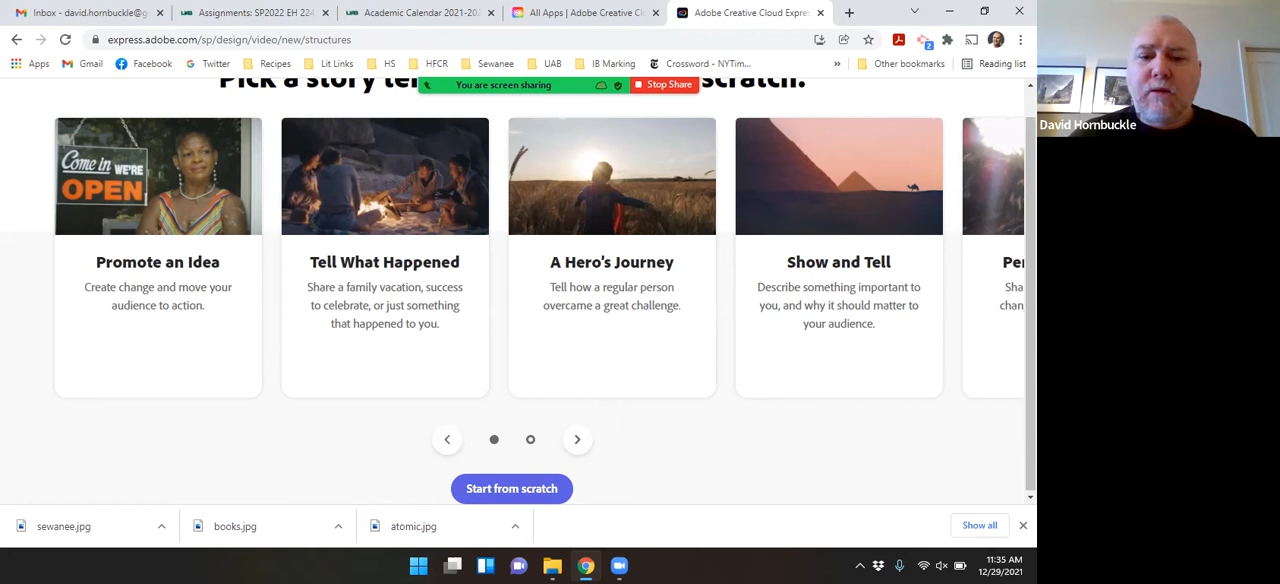 Inbox - david.hornbuckle@g
Assignments: SP2022 EH 224
Academic Calendar 2021-202
All Apps | Adobe Creative Cl
Adobe Creative Cloud Expres
express.adobe.com/sp/design/video/new/structures
2
Apps
Gmail
Facebook
Getty
Twitter
Recipes
Lit Links
HS
HFCR
Sewanee
UAB
IB Marking
Crossword - NYTim...
»
Other bookmarks
Reading list
Pick a story te
scratch.
You are screen sharing
Stop Share
David Hornbuckle
Come in WE'RE
OPEN
Promote an Idea
Create change and move your
audience to action.
Tell What Happened
Share a family vacation, success
to celebrate, or just something
that happened to you.
A Hero's Journey
Tell how a regular person
overcame a great challenge.
Show and Tell
Describe something important to
you, and why it should matter to
your audience.
Per
Sha
chan
Start from scratch
sewanee.jpg
books.jpg
atomic.jpg
Show all
11:35 AM
12/29/2021